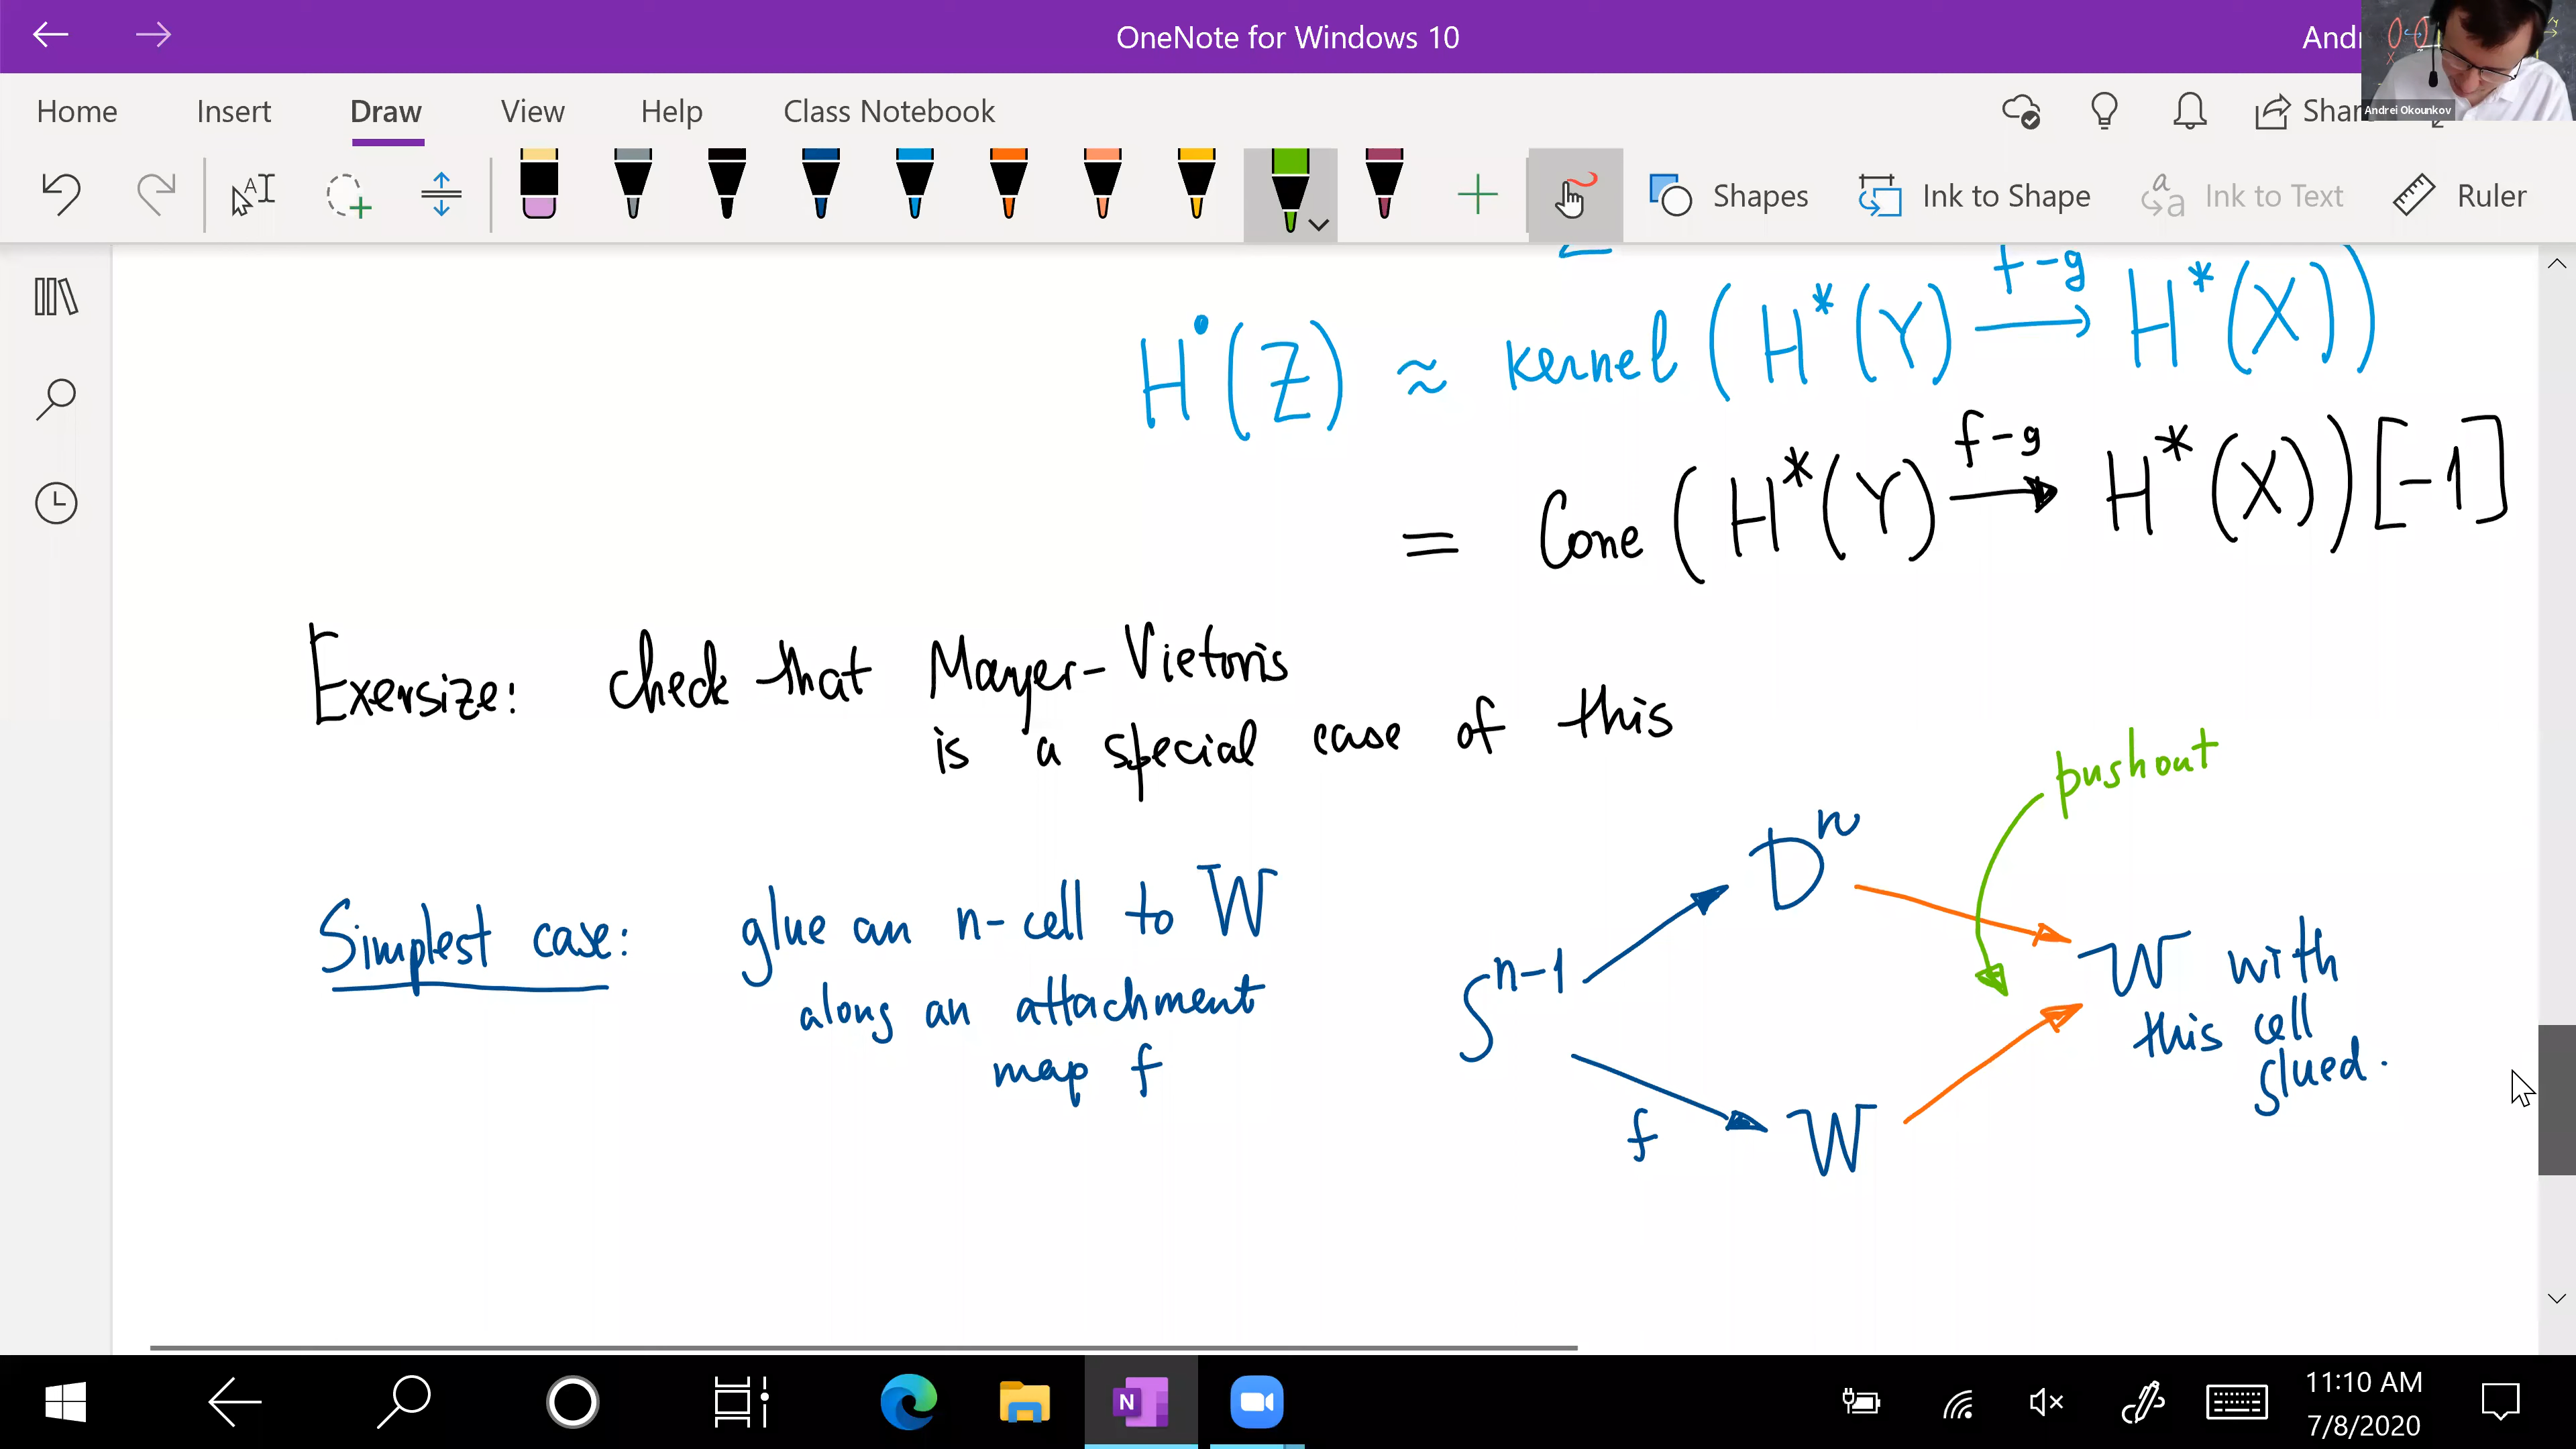 OneNote for Windows 10
Andrei Okounkov
Home Insert Draw View Help Class Notebook
Shapes Ink to Shape Ink to Text Ruler
H^•(Z) ≈ kernel (H*(Y) →^{f-g} H*(X))
= Cone (H*(Y) →^{f-g} H*(X)) [-1]
Exersize: check that Mayer-Vietoris
is a special case of this
pushout
Simplest case: glue an n-cell to W
along an attachment
map f
D^n
S^{n-1}
f
W
W with
this cell
glued.
11:10 AM
7/8/2020